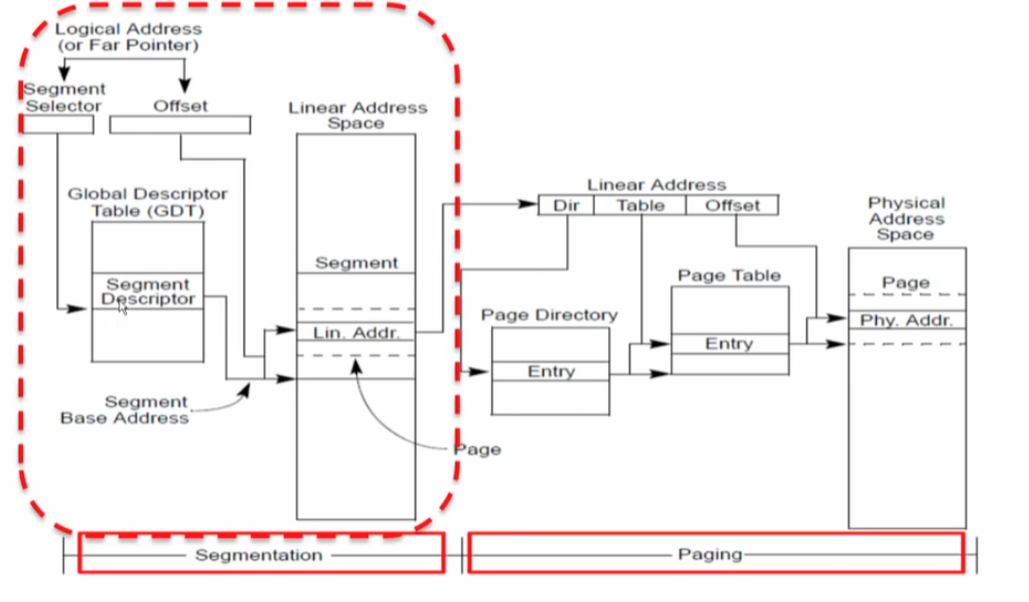 Logical Address
(or Far Pointer)
Segment
Selector
Offset
Linear Address
Space
Global Descriptor
Table (GDT)
Segment
Descriptor
Segment
Lin. Addr.
Segment
Base Address
Page
Linear Address
Dir
Table
Offset
Page Directory
Entry
Page Table
Entry
Physical
Address
Space
Page
Phy. Addr.
Segmentation
Paging